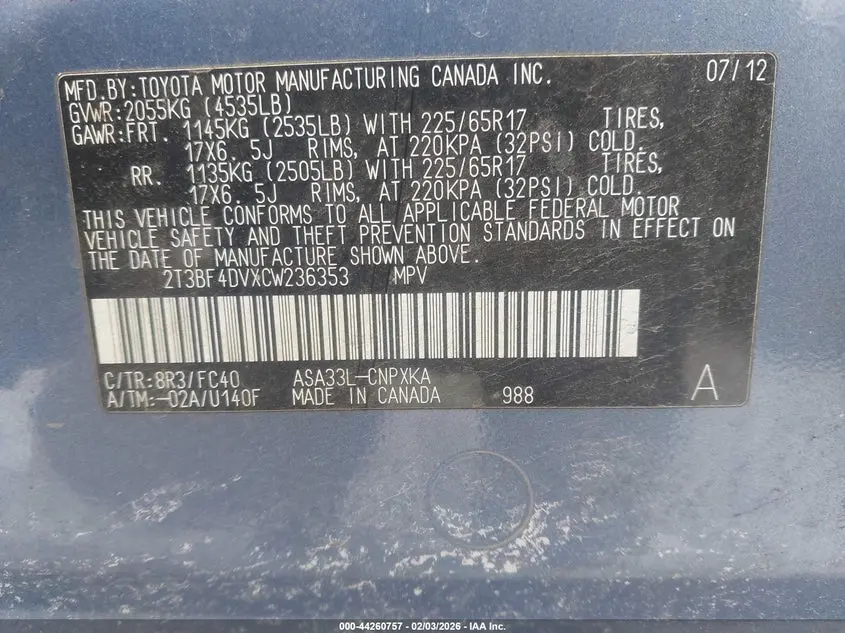 MFD.BY:TOYOTA MOTOR MANUFACTURING CANADA INC. 07/12
GVWR:2055KG (4535LB)
GAWR:FRT. 1145KG (2535LB) WITH 225/65R17 TIRES,
17X6.5J RIMS, AT 220KPA (32PSI) COLD.
RR. 1135KG (2505LB) WITH 225/65R17 TIRES,
17X6.5J RIMS, AT 220KPA (32PSI) COLD.
THIS VEHICLE CONFORMS TO ALL APPLICABLE FEDERAL MOTOR
VEHICLE SAFETY AND THEFT PREVENTION STANDARDS IN EFFECT ON
THE DATE OF MANUFACTURE SHOWN ABOVE.
2T3BF4DVXCW236353 MPV
C/TR:8R3/FC40 ASA33L-CNPXKA
A/TM:-02A/U140F MADE IN CANADA 988 A
000-44260757 - 02/03/2026 - IAA Inc.